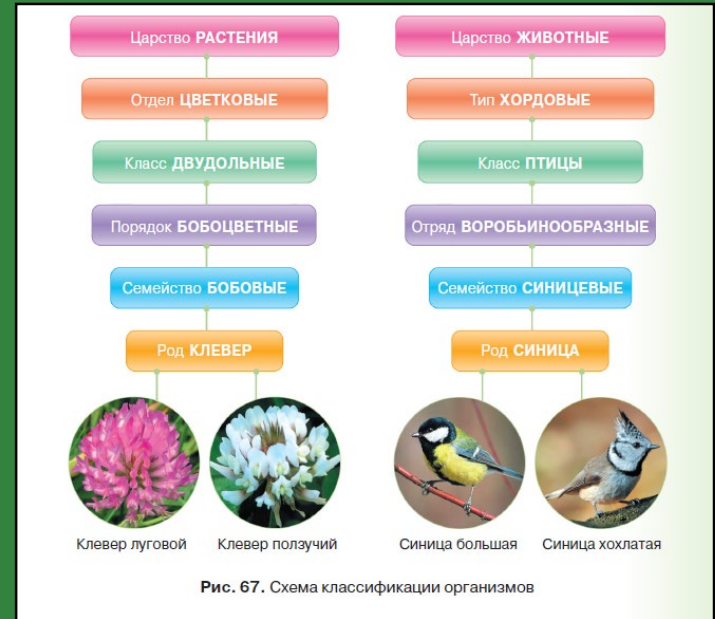 Царство РАСТЕНИЯ
Отдел ЦВЕТКОВЫЕ
Класс ДВУДОЛЬНЫЕ
Порядок БОБОЦВЕТНЫЕ
Семейство БОБОВЫЕ
Род КЛЕВЕР
Клевер луговой
Клевер ползучий
Царство ЖИВОТНЫЕ
Тип ХОРДОВЫЕ
Класс ПТИЦЫ
Отряд ВОРОБЬИНООБРАЗНЫЕ
Семейство СИНИЦЕВЫЕ
Род СИНИЦА
Синица большая
Синица хохлатая
Рис. 67. Схема классификации организмов